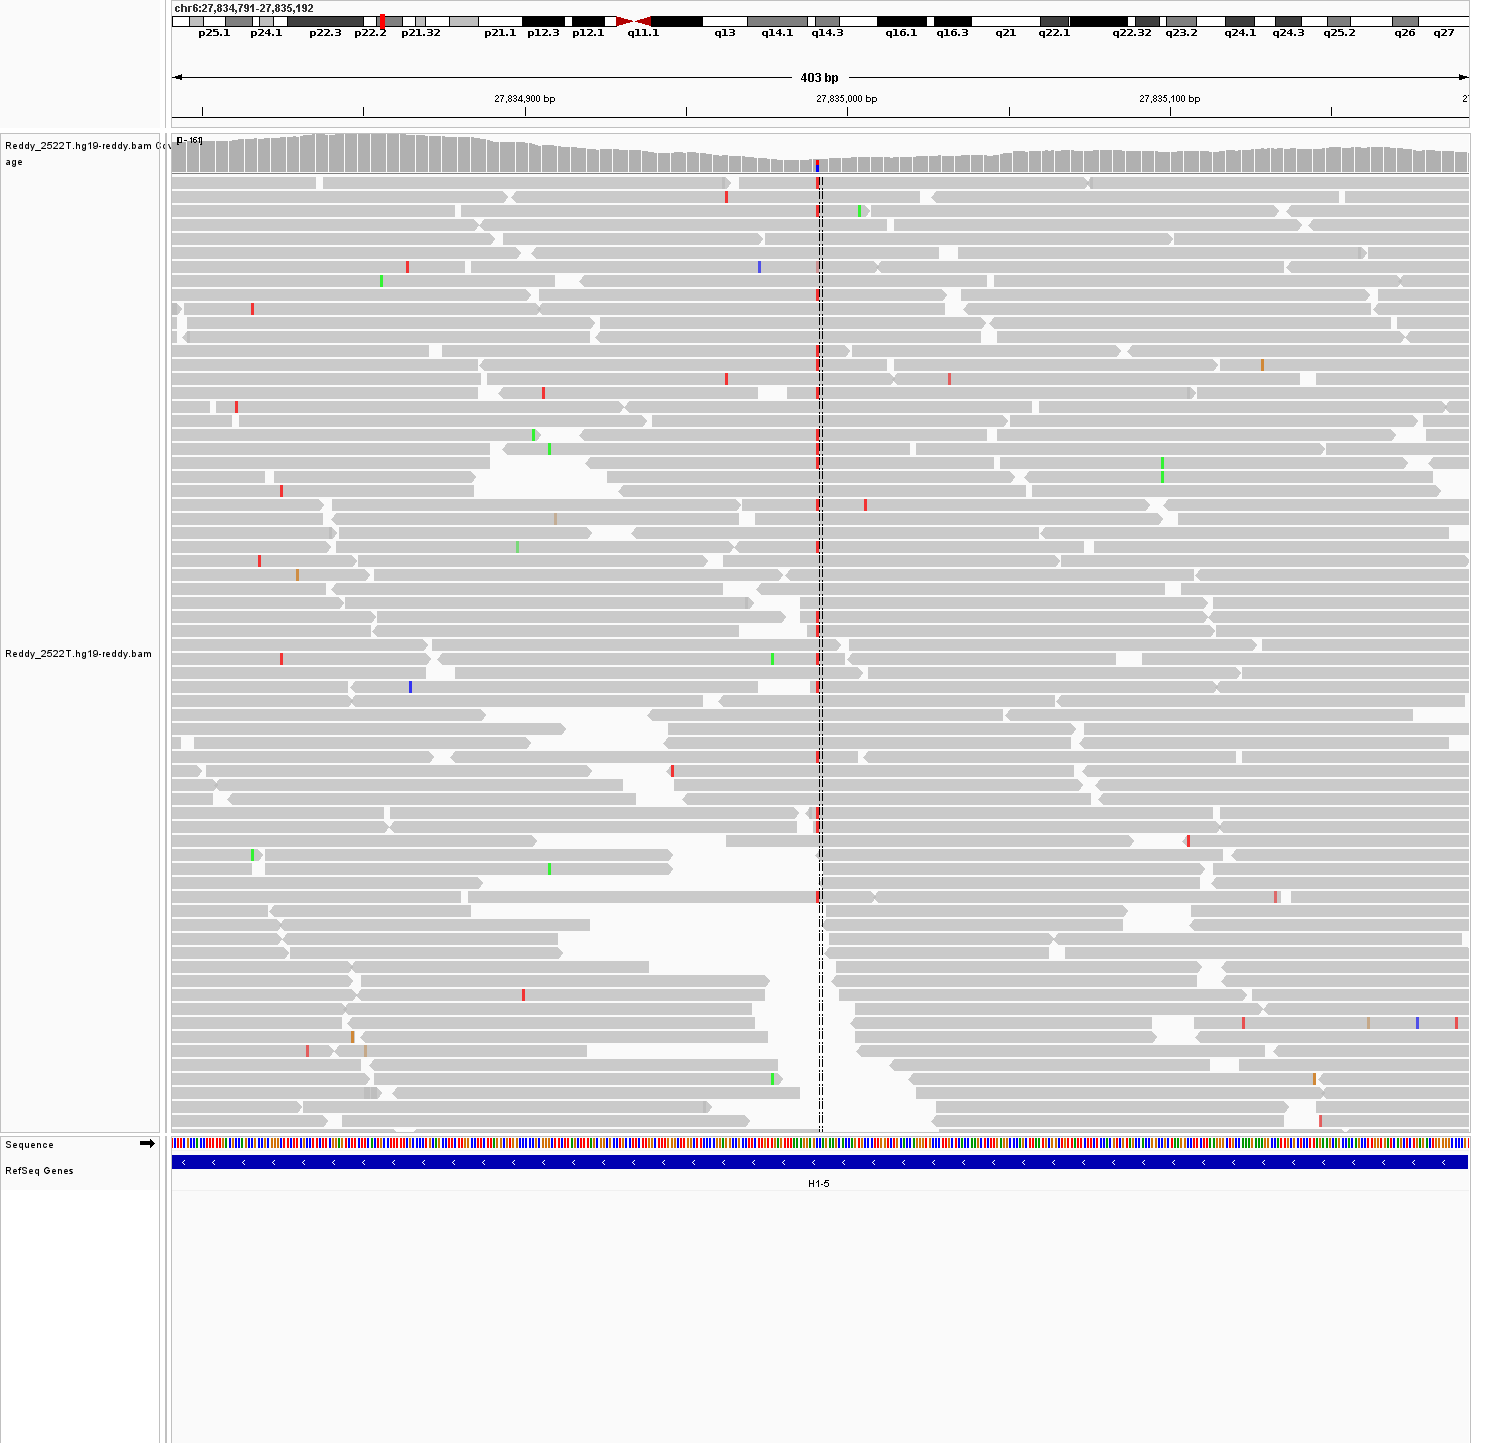 chr6:27,834,791-27,835,192
p25.1 p24.1 p22.3 p22.2 p21.32 p21.1 p12.3 p12.1 q11.1 q13 q14.1 q14.3 q16.1 q16.3 q21 q22.1 q22.32 q23.2 q24.1 q24.3 q25.2 q26 q27
403 bp
27,834,900 bp 27,835,000 bp 27,835,100 bp 27
[0 - 161]
Reddy_2522T.hg19-reddy.bam Cov
age
Reddy_2522T.hg19-reddy.bam
Sequence
RefSeq Genes
H1-5